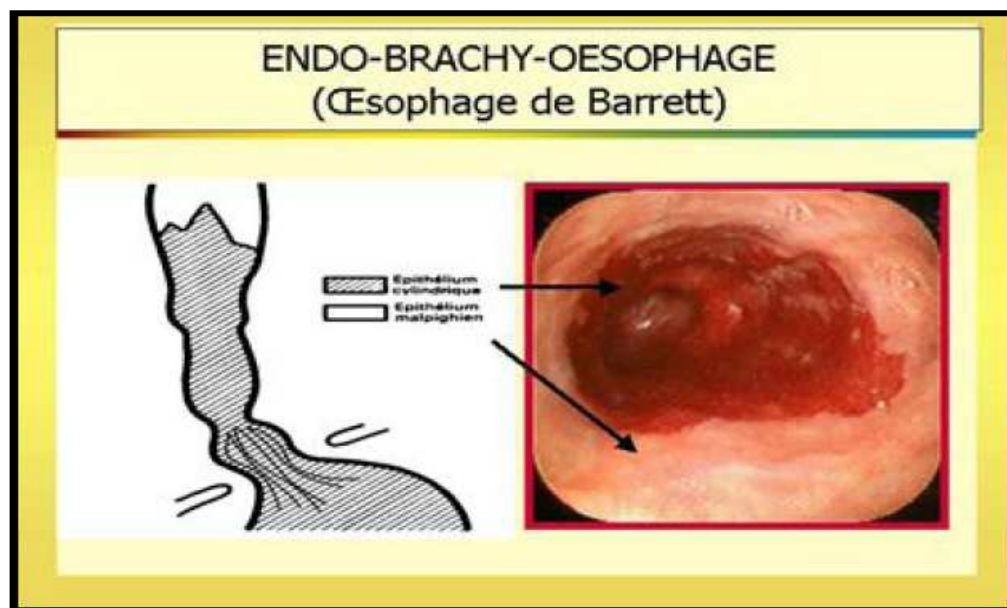 ENDO-BRACHY-OESOPHAGE
(Œsophage de Barrett)
Epithélium
cylindrique
Epithélium
malpighien